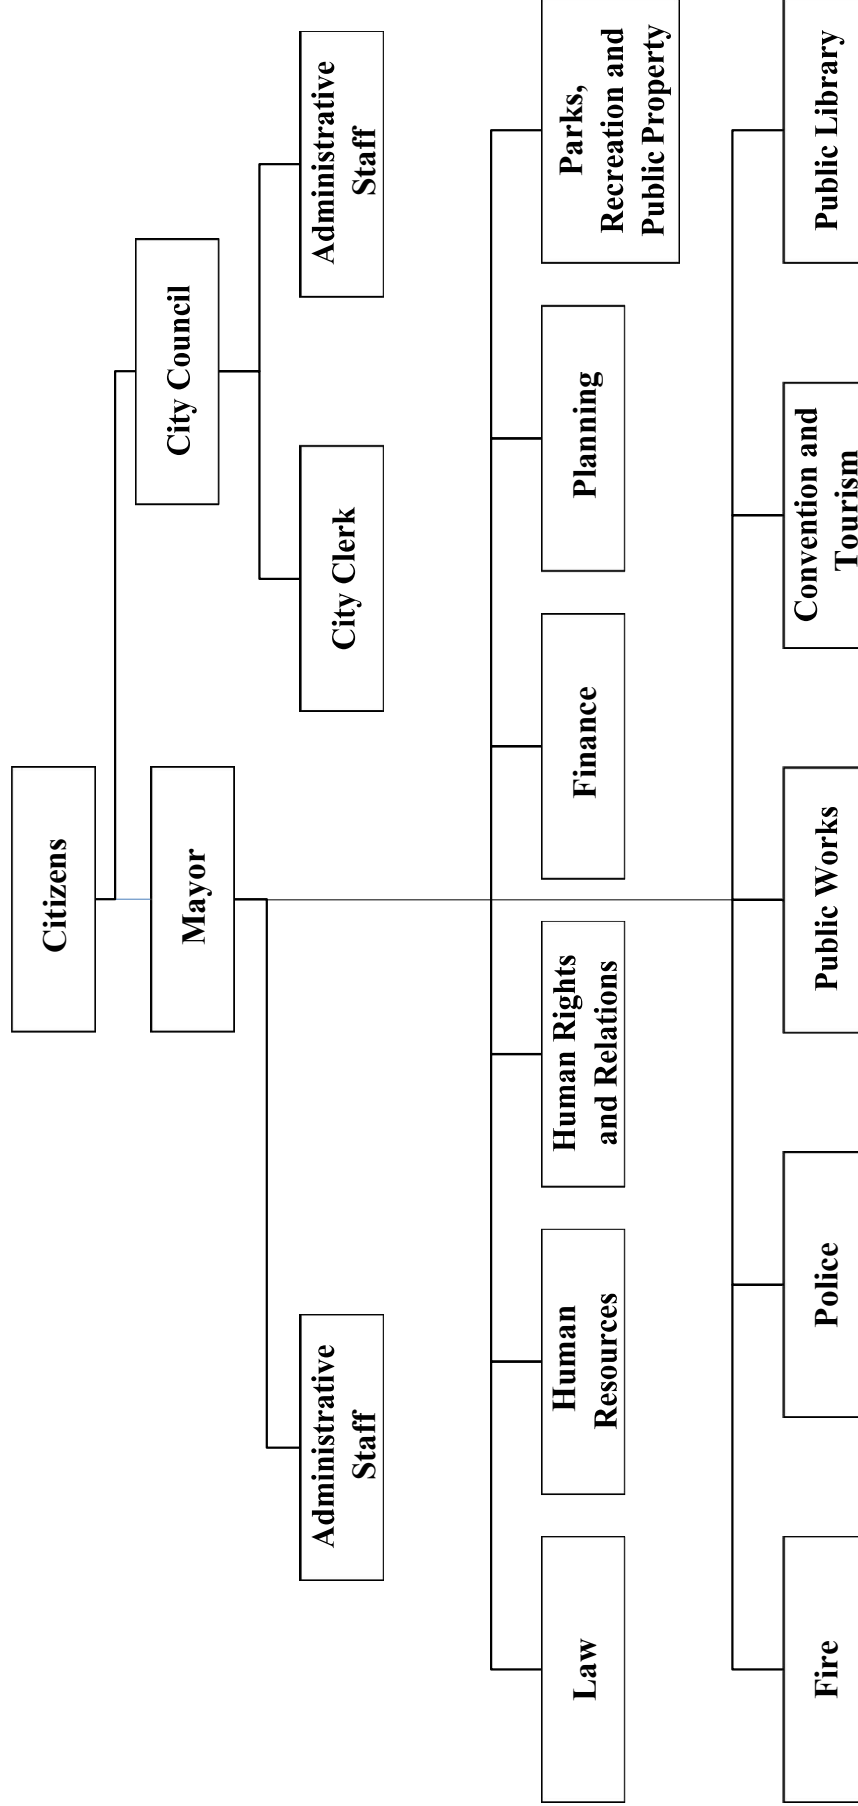 Citizens
Mayor
City Council
Administrative
Staff
City Clerk
Administrative
Staff
Law
Human
Resources
Human Rights
and Relations
Finance
Planning
Parks,
Recreation and
Public Property
Fire
Police
Public Works
Convention and
Tourism
Public Library